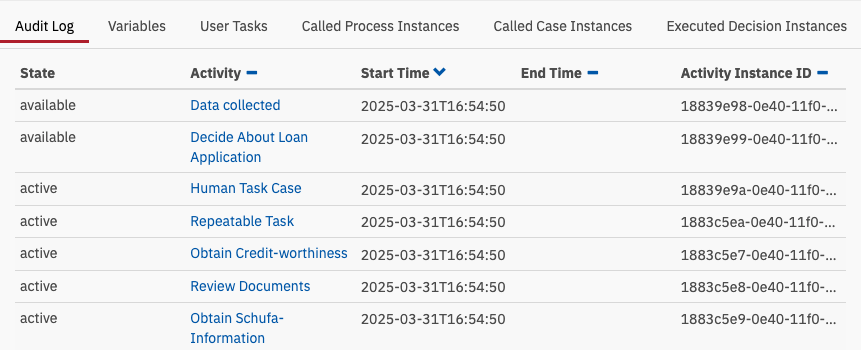 Audit Log Variables User Tasks Called Process Instances Called Case Instances Executed Decision Instances
State Activity Start Time End Time Activity Instance ID
available Data collected 2025-03-31T16:54:50 18839e98-0e40-11f0-...
available Decide About Loan 2025-03-31T16:54:50 18839e99-0e40-11f0-...
Application
active Human Task Case 2025-03-31T16:54:50 18839e9a-0e40-11f0-...
active Repeatable Task 2025-03-31T16:54:50 1883c5ea-0e40-11f0-...
active Obtain Credit-worthiness 2025-03-31T16:54:50 1883c5e7-0e40-11f0-...
active Review Documents 2025-03-31T16:54:50 1883c5e8-0e40-11f0-...
active Obtain Schufa- 2025-03-31T16:54:50 1883c5e9-0e40-11f0-...
Information